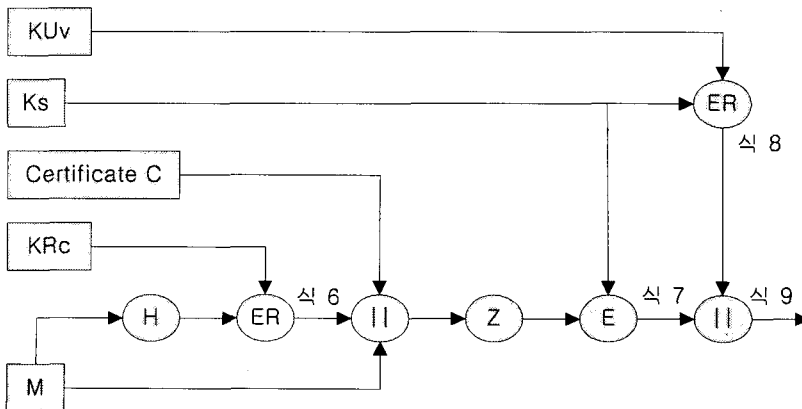 KUv
Ks
ER
식 8
Certificate C
KRc
H
ER
식 6
||
Z
E
식 7
||
식 9
M